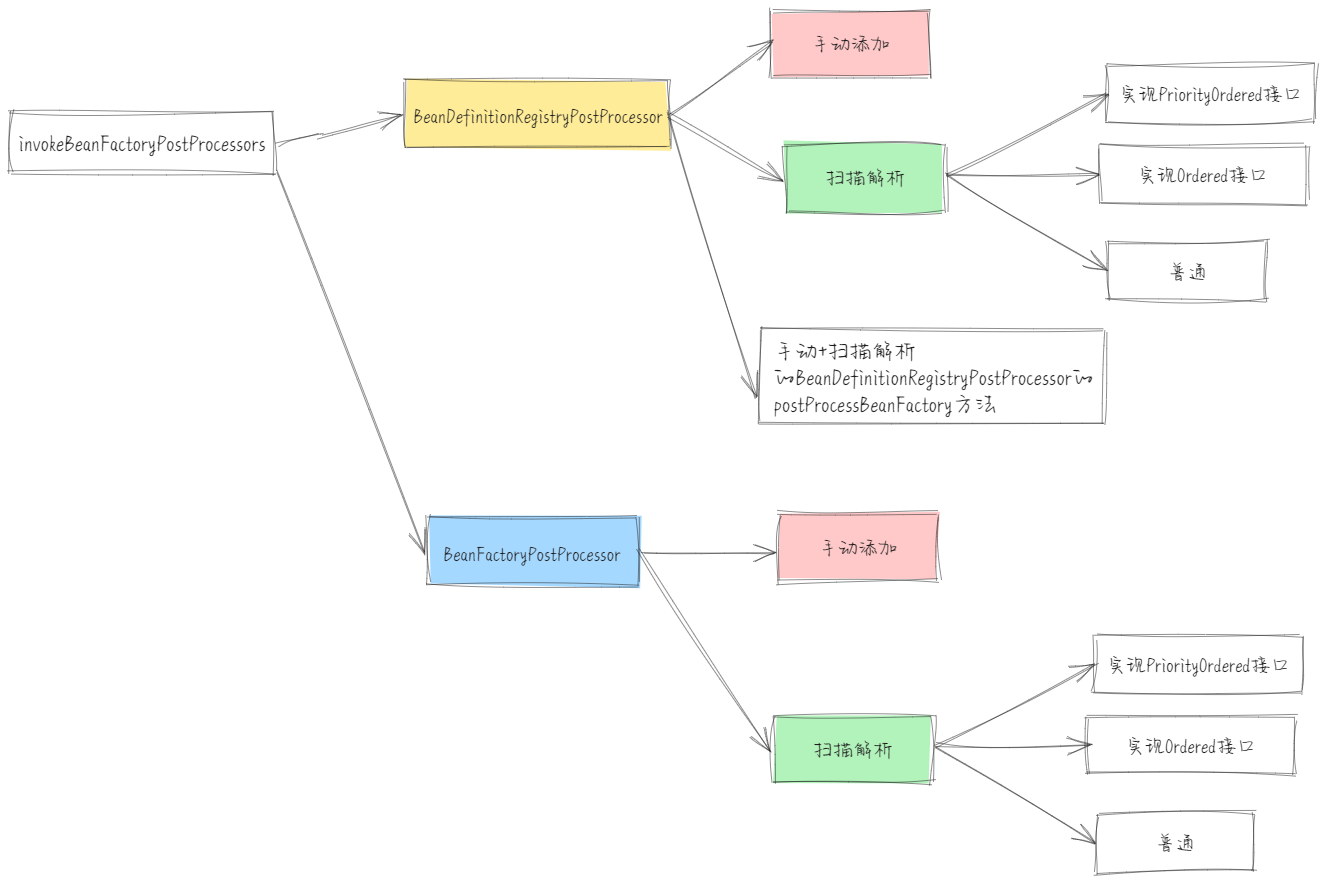 invokeBeanFactoryPostProcessors
BeanDefinitionRegistryPostProcessor
手动添加
扫描解析
实现PriorityOrdered接口
实现Ordered接口
普通
手动+扫描解析
的BeanDefinitionRegistryPostProcessor的
postProcessBeanFactory方法
BeanFactoryPostProcessor
手动添加
扫描解析
实现PriorityOrdered接口
实现Ordered接口
普通